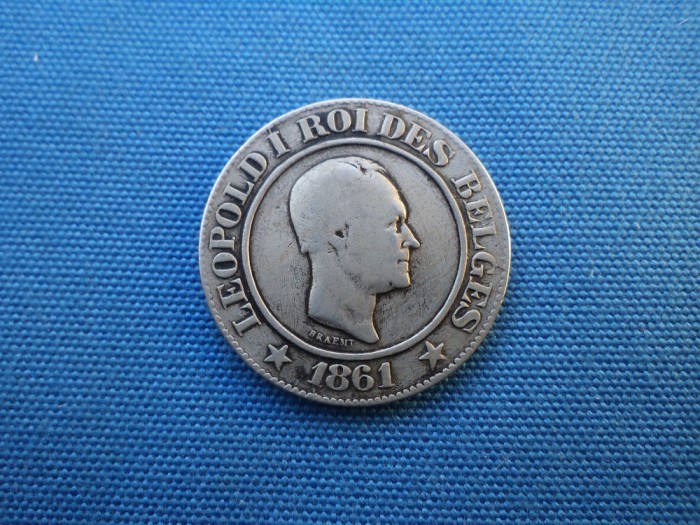 LEOPOLD I ROI DES BELGES
BRAEMT
★ 1861 ★